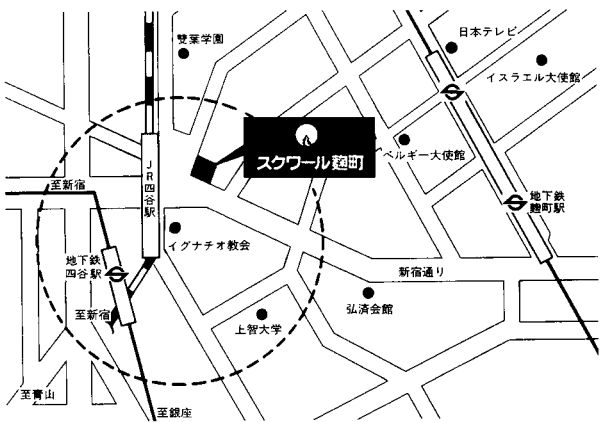 雙葉学園
日本テレビ
イスラエル大使館
スクワール麹町
ベルギー大使館
JR四谷駅
至新宿
地下鉄
麹町駅
イグナチオ教会
地下鉄
四谷駅
新宿通り
弘済会館
至新宿
上智大学
至青山
至銀座